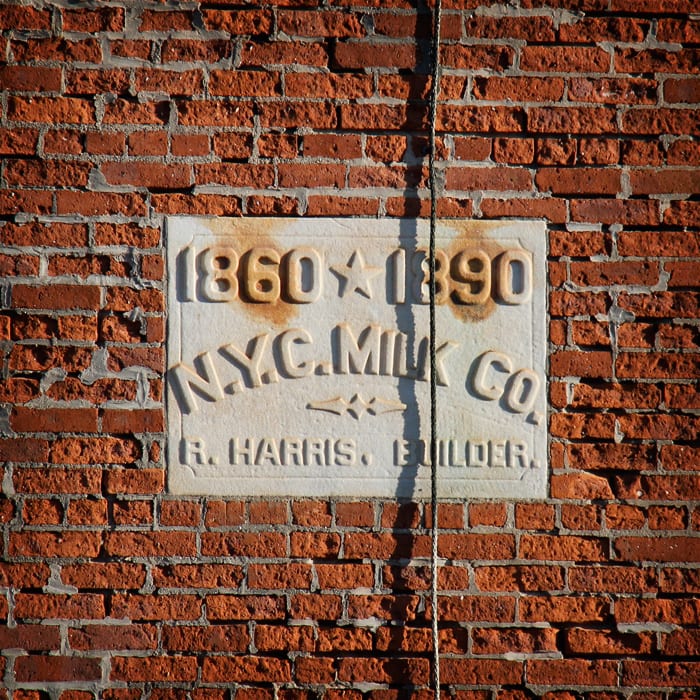 1860 ★ 1890
N.Y.C. MILK CO.
R. HARRIS. BUILDER.